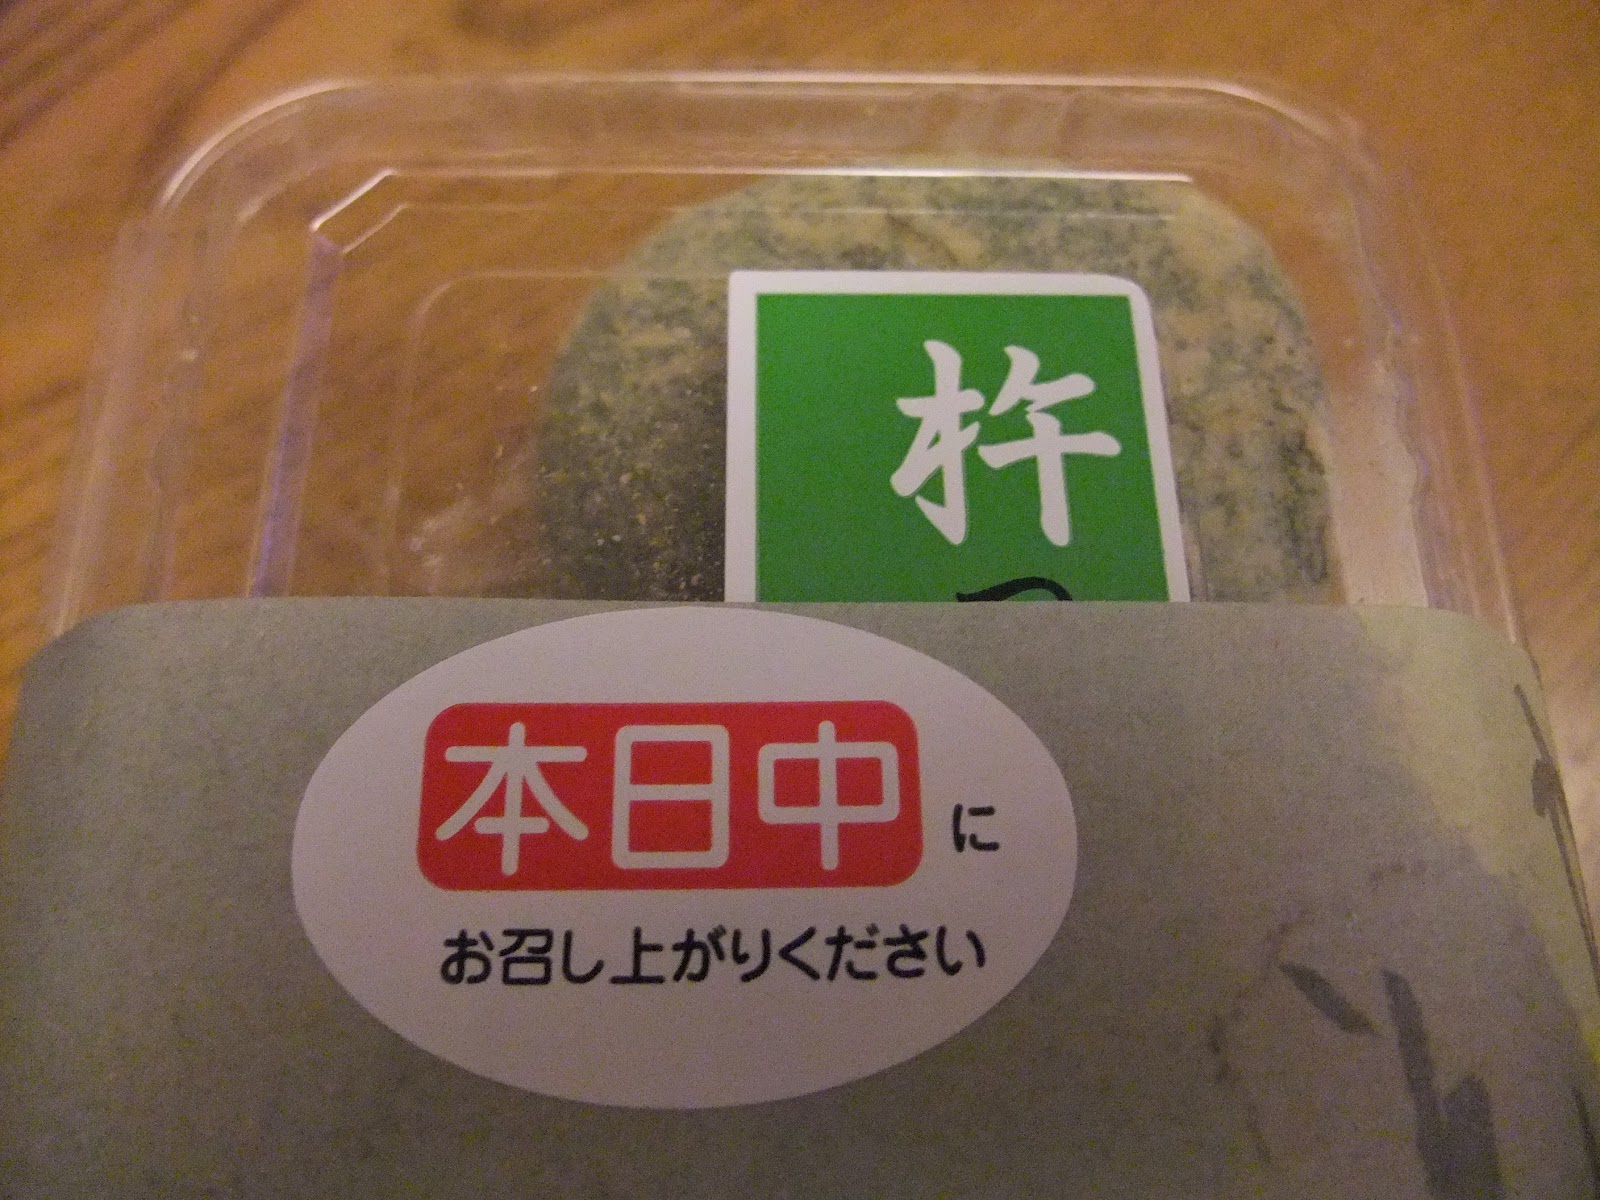 杵
本日中に
お召し上がりください